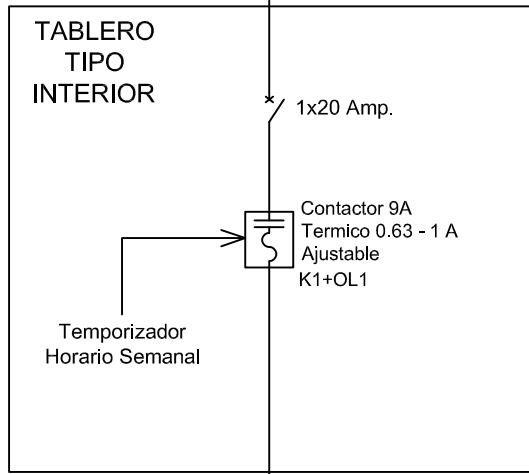 TABLERO
TIPO
INTERIOR
1x20 Amp.
Contactor 9A
Termico 0.63 - 1 A
Ajustable
K1+OL1
Temporizador
Horario Semanal